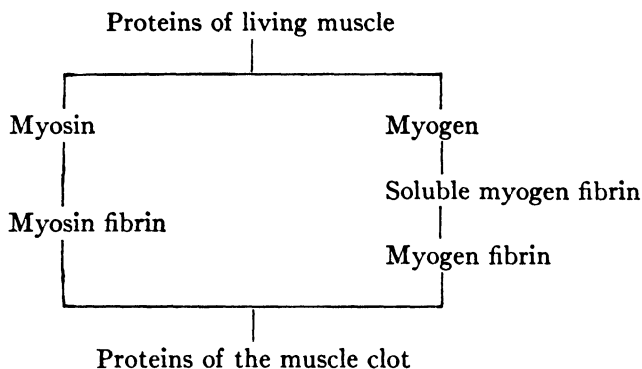 Proteins of living muscle
Myosin
Myogen
Soluble myogen fibrin
Myosin fibrin
Myogen fibrin
Proteins of the muscle clot